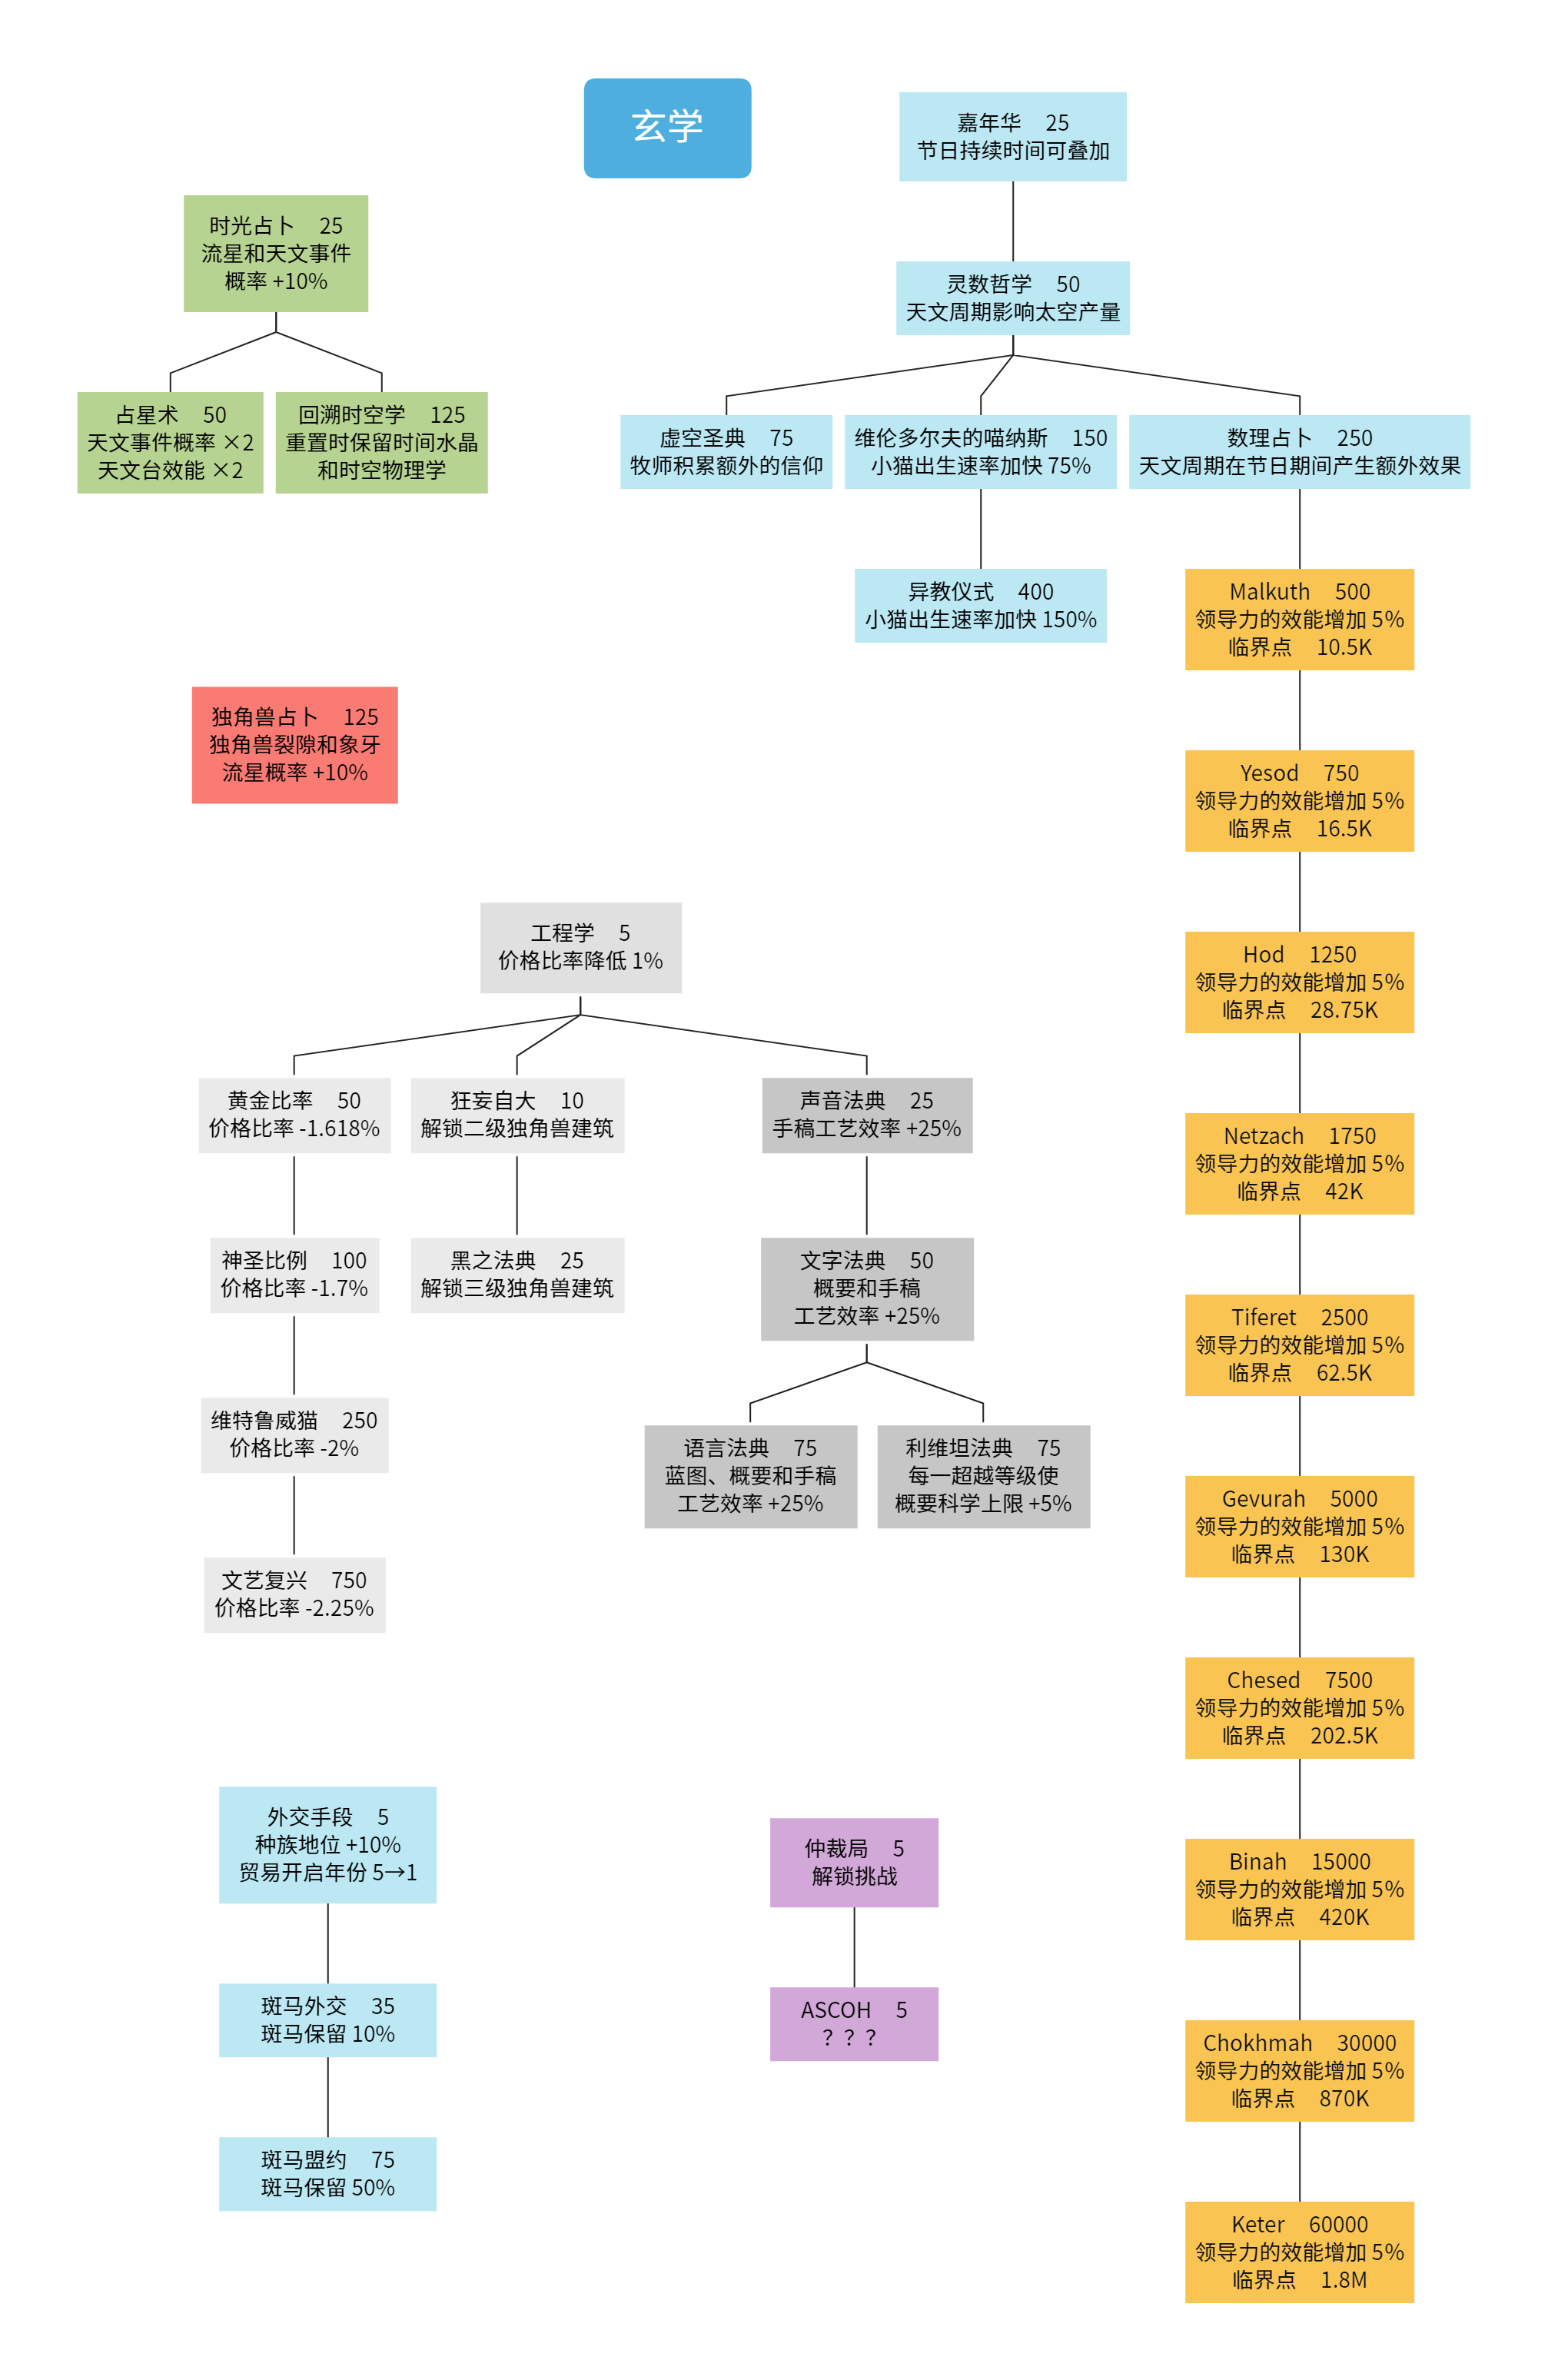 玄学
嘉年华 25
节日持续时间可叠加
时光占卜 25
流星和天文事件
概率 +10%
灵数哲学 50
天文周期影响太空产量
占星术 50
天文事件概率 ×2
天文台效能 ×2
回溯时空学 125
重置时保留时间水晶
和时空物理学
虚空圣典 75
牧师积累额外的信仰
维伦多尔夫的喵纳斯 150
小猫出生速率加快 75%
数理占卜 250
天文周期在节日期间产生额外效果
异教仪式 400
小猫出生速率加快 150%
Malkuth 500
领导力的效能增加 5%
临界点 10.5K
独角兽占卜 125
独角兽裂隙和象牙
流星概率 +10%
Yesod 750
领导力的效能增加 5%
临界点 16.5K
工程学 5
价格比率降低 1%
Hod 1250
领导力的效能增加 5%
临界点 28.75K
黄金比率 50
价格比率 -1.618%
狂妄自大 10
解锁二级独角兽建筑
声音法典 25
手稿工艺效率 +25%
Netzach 1750
领导力的效能增加 5%
临界点 42K
神圣比例 100
价格比率 -1.7%
黑之法典 25
解锁三级独角兽建筑
文字法典 50
概要和手稿
工艺效率 +25%
Tiferet 2500
领导力的效能增加 5%
临界点 62.5K
维特鲁威猫 250
价格比率 -2%
语言法典 75
蓝图、概要和手稿
工艺效率 +25%
利维坦法典 75
每一超越等级使
概要科学上限 +5%
Gevurah 5000
领导力的效能增加 5%
临界点 130K
文艺复兴 750
价格比率 -2.25%
Chesed 7500
领导力的效能增加 5%
临界点 202.5K
外交手段 5
种族地位 +10%
贸易开启年份 5→1
仲裁局 5
解锁挑战
Binah 15000
领导力的效能增加 5%
临界点 420K
斑马外交 35
斑马保留 10%
ASCOH 5
？？？
Chokhmah 30000
领导力的效能增加 5%
临界点 870K
斑马盟约 75
斑马保留 50%
Keter 60000
领导力的效能增加 5%
临界点 1.8M